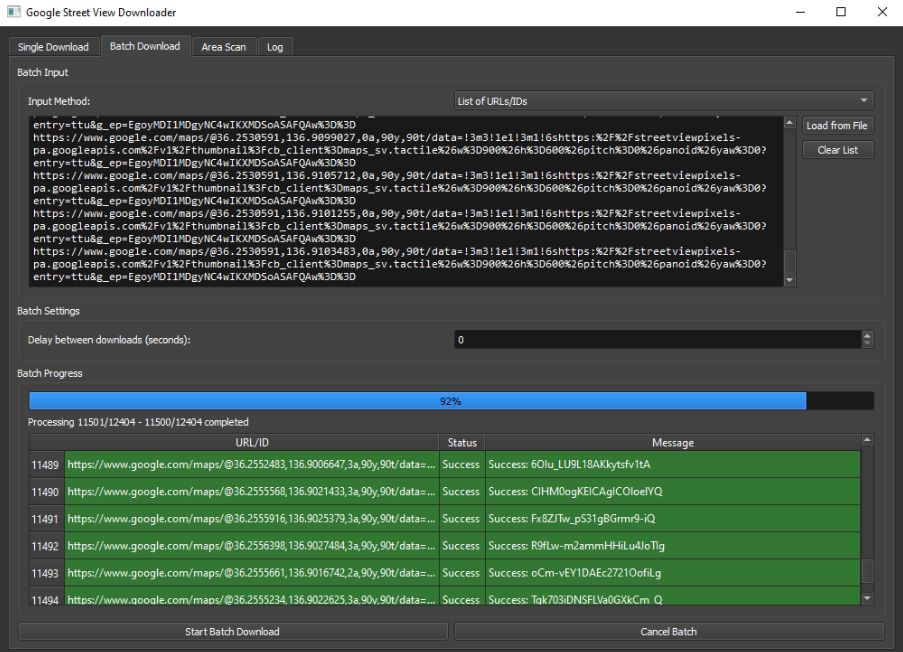 Google Street View Downloader
Single Download
Batch Download
Area Scan
Log
Batch Input
Input Method:
List of URLs/IDs
entry=ttu&g_ep=EgoyMDI1MDgyNC4wIKXMDSoASAFQAw%3D%3D
https://www.google.com/maps/@36.2530591,136.9099027,0a,90y,90t/data=!3m3!1e1!3m1!6shttps:%2F%2Fstreetviewpixels-
pa.googleapis.com%2Fv1%2Fthumbnail%3Fcb_client%3Dmaps_sv.tactile%26w%3D900%26h%3D600%26pitch%3D0%26panoid%26yaw%3D0?
entry=ttu&g_ep=EgoyMDI1MDgyNC4wIKXMDSoASAFQAw%3D%3D
https://www.google.com/maps/@36.2530591,136.9105712,0a,90y,90t/data=!3m3!1e1!3m1!6shttps:%2F%2Fstreetviewpixels-
pa.googleapis.com%2Fv1%2Fthumbnail%3Fcb_client%3Dmaps_sv.tactile%26w%3D900%26h%3D600%26pitch%3D0%26panoid%26yaw%3D0?
entry=ttu&g_ep=EgoyMDI1MDgyNC4wIKXMDSoASAFQAw%3D%3D
https://www.google.com/maps/@36.2530591,136.9101255,0a,90y,90t/data=!3m3!1e1!3m1!6shttps:%2F%2Fstreetviewpixels-
pa.googleapis.com%2Fv1%2Fthumbnail%3Fcb_client%3Dmaps_sv.tactile%26w%3D900%26h%3D600%26pitch%3D0%26panoid%26yaw%3D0?
entry=ttu&g_ep=EgoyMDI1MDgyNC4wIKXMDSoASAFQAw%3D%3D
https://www.google.com/maps/@36.2530591,136.9103483,0a,90y,90t/data=!3m3!1e1!3m1!6shttps:%2F%2Fstreetviewpixels-
pa.googleapis.com%2Fv1%2Fthumbnail%3Fcb_client%3Dmaps_sv.tactile%26w%3D900%26h%3D600%26pitch%3D0%26panoid%26yaw%3D0?
entry=ttu&g_ep=EgoyMDI1MDgyNC4wIKXMDSoASAFQAw%3D%3D
Load from File
Clear List
Batch Settings
Delay between downloads (seconds):
0
Batch Progress
92%
Processing 11501/12404 - 11500/12404 completed
URL/ID Status Message
11489 https://www.google.com/maps/@36.2552483,136.9006647,3a,90y,90t/data=... Success Success: 6Olu_LU9L18AKkytsfv1tA
11490 https://www.google.com/maps/@36.2555568,136.9021433,3a,90y,90t/data=... Success Success: CIHM0ogKEICAgICOloeIYQ
11491 https://www.google.com/maps/@36.2555916,136.9025379,3a,90y,90t/data=... Success Success: Fx8ZJTw_pS31gBGrmr9-iQ
11492 https://www.google.com/maps/@36.2556398,136.9027484,3a,90y,90t/data=... Success Success: R9fLw-m2ammHHiLu4JoTlg
11493 https://www.google.com/maps/@36.2555661,136.9016742,2a,90y,90t/data=... Success Success: oCm-vEY1DAEc2721OofiLg
11494 https://www.google.com/maps/@36.2555234,136.9022625,3a,90y,90t/data=... Success Success: Tgk703iDNSFLVa0GXkCm_Q
Start Batch Download
Cancel Batch